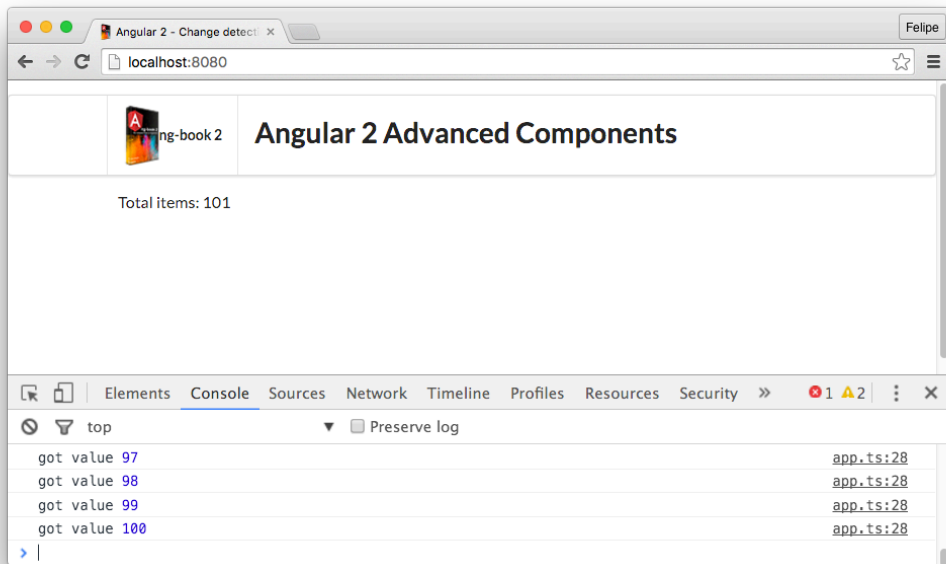 Angular 2 - Change detect
Felipe
localhost:8080
ng-book 2
Angular 2 Advanced Components
Total items: 101
Elements Console Sources Network Timeline Profiles Resources Security 1 2
top Preserve log
got value 97 app.ts:28
got value 98 app.ts:28
got value 99 app.ts:28
got value 100 app.ts:28